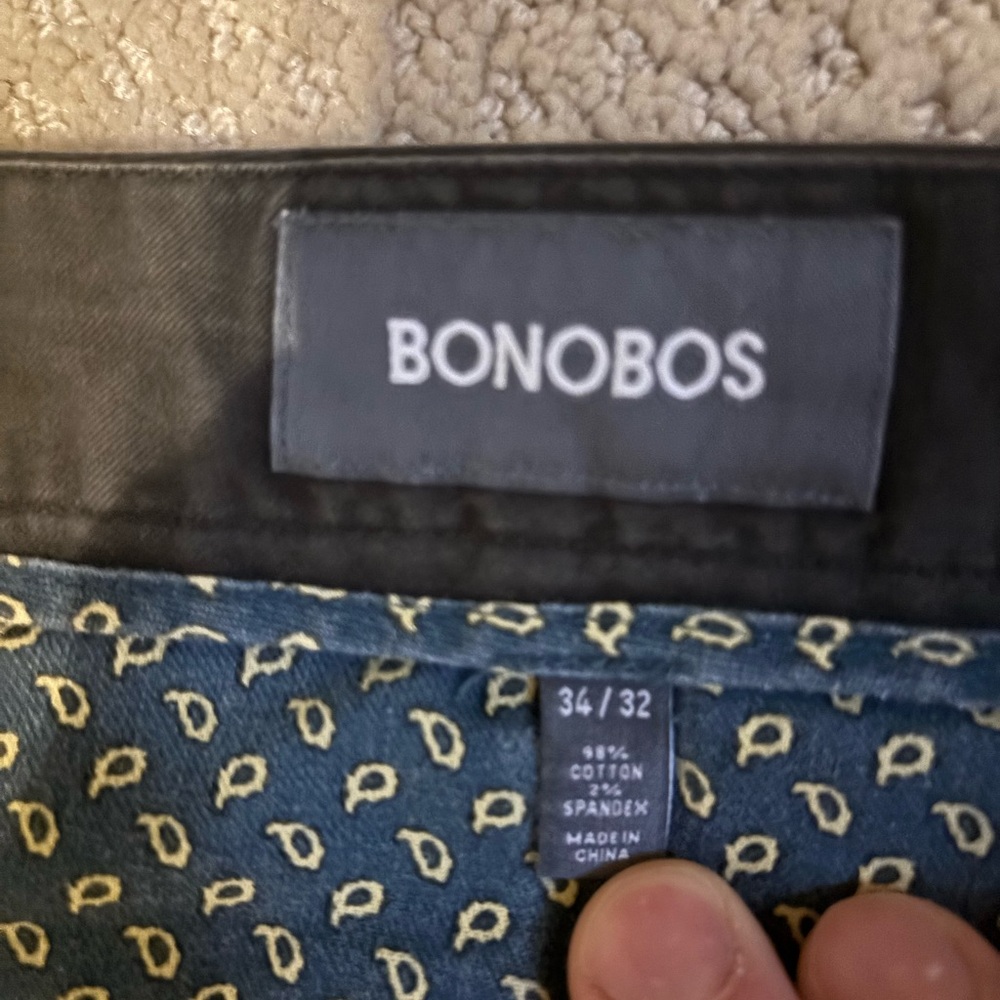 BONOBOS
34 / 32
98%
COTTON
2%
SPANDEX
MADE IN
CHINA